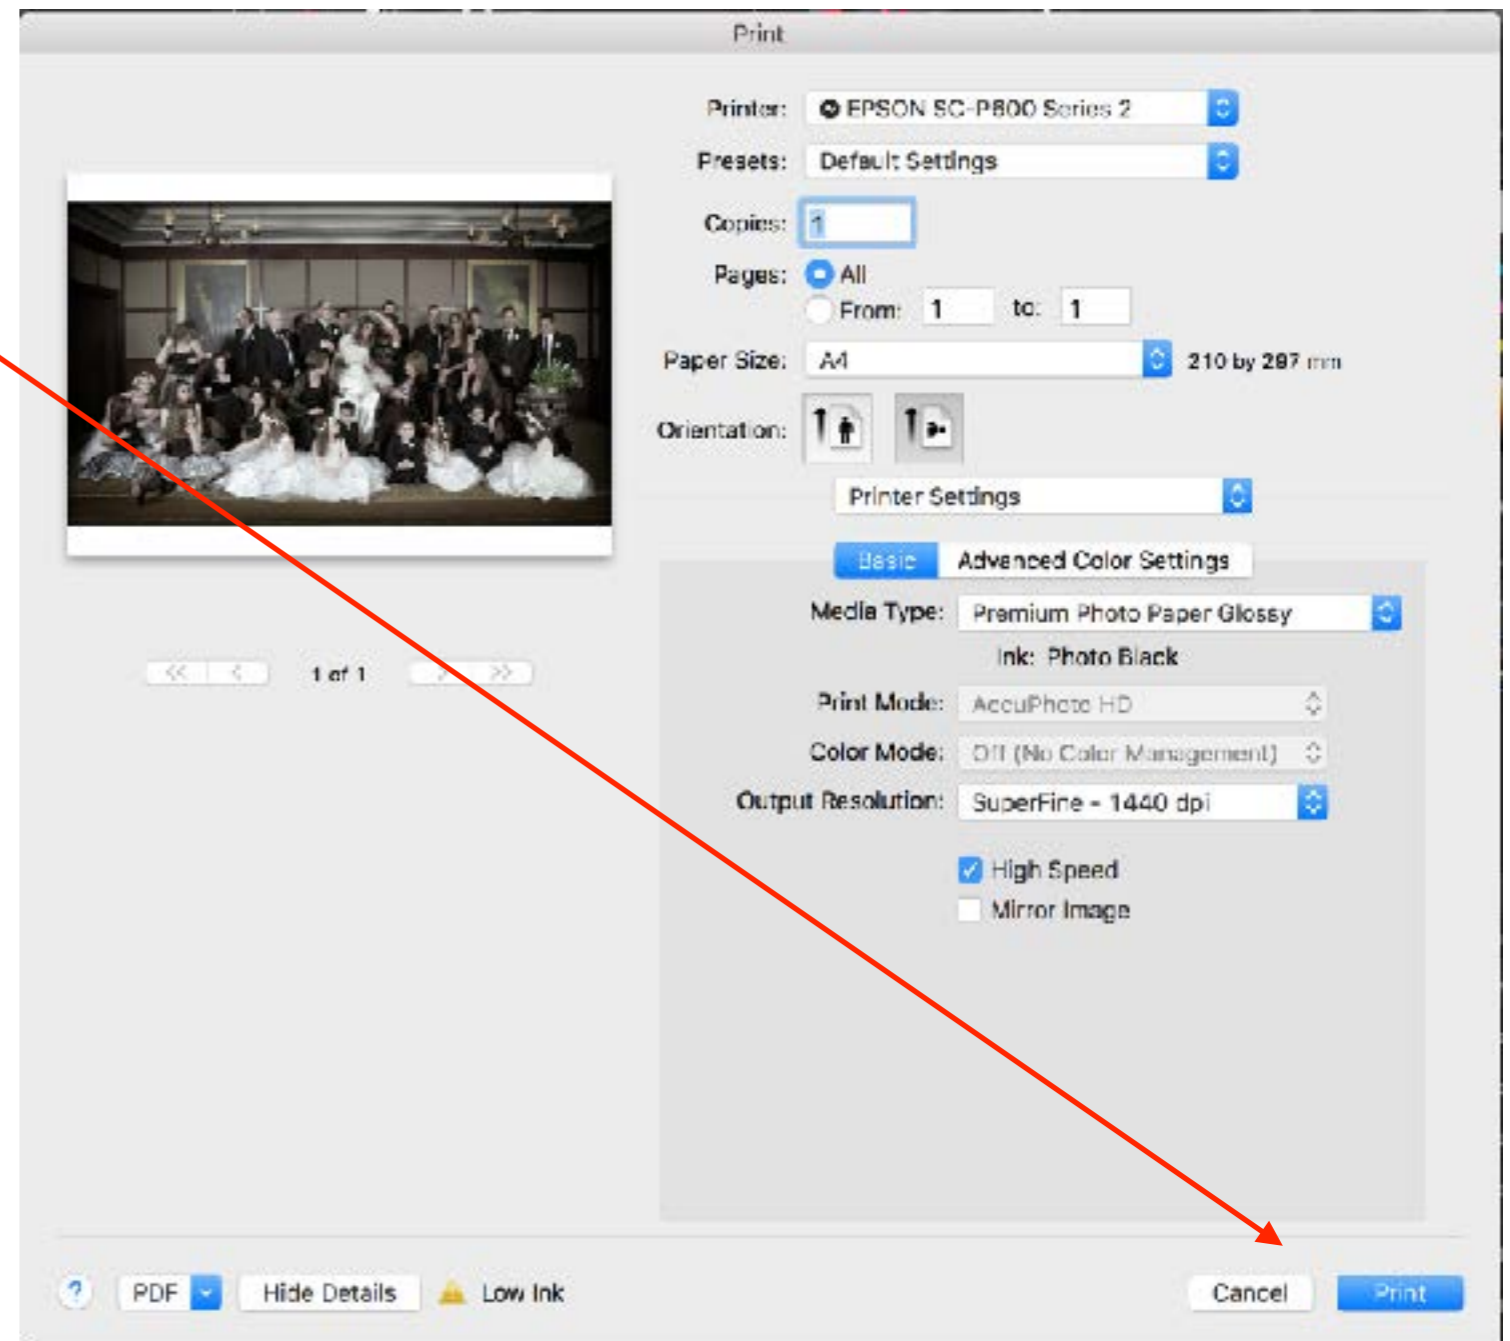 Print
Printer: EPSON SC-P800 Series 2
Presets: Default Settings
Copies: 1
Pages: All
From: 1 to: 1
Paper Size: A4 210 by 297 mm
Orientation:
Printer Settings
Basic Advanced Color Settings
Media Type: Premium Photo Paper Glossy
Ink: Photo Black
1 of 1
Print Mode: AccuPhoto HD
Color Mode: Off (No Color Management)
Output Resolution: SuperFine - 1440 dpi
High Speed
Mirror Image
? PDF Hide Details Low Ink Cancel Print